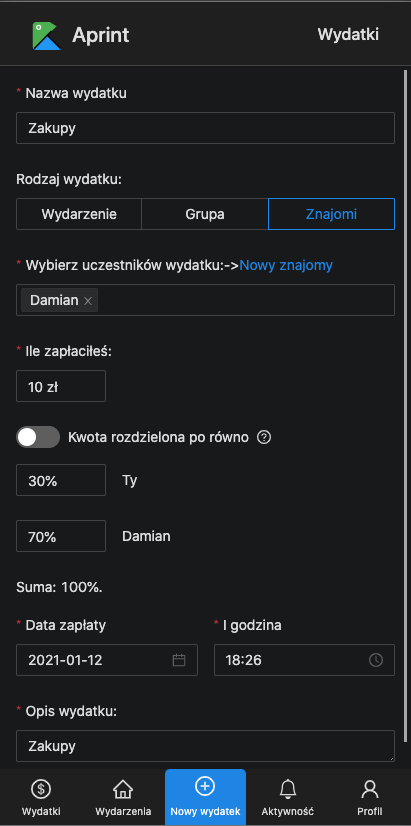 Aprint
Wydatki
* Nazwa wydatku
Zakupy
Rodzaj wydatku:
Wydarzenie
Grupa
Znajomi
* Wybierz uczestników wydatku:->Nowy znajomy
Damian ×
* Ile zapłaciłeś:
10 zł
Kwota rozdzielona po równo ?
30% Ty
70% Damian
Suma: 100%.
* Data zapłaty
* I godzina
2021-01-12
18:26
* Opis wydatku:
Zakupy
$
Wydatki
Wydarzenia
Nowy wydatek
Aktywność
Profil